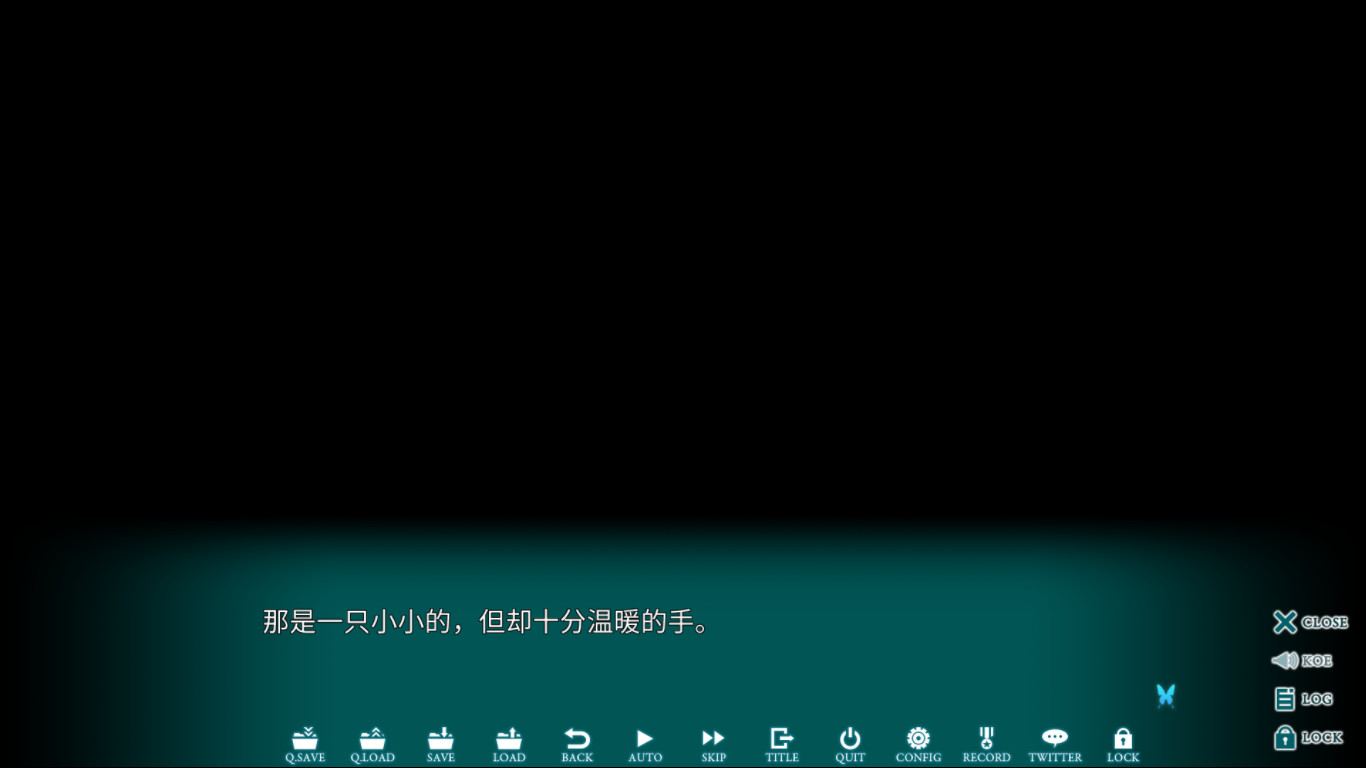 那是一只小小的，但却十分温暖的手。
CLOSE
KOE
LOG
LOCK
Q.SAVE Q.LOAD SAVE LOAD BACK AUTO SKIP TITLE QUIT CONFIG RECORD TWITTER LOCK